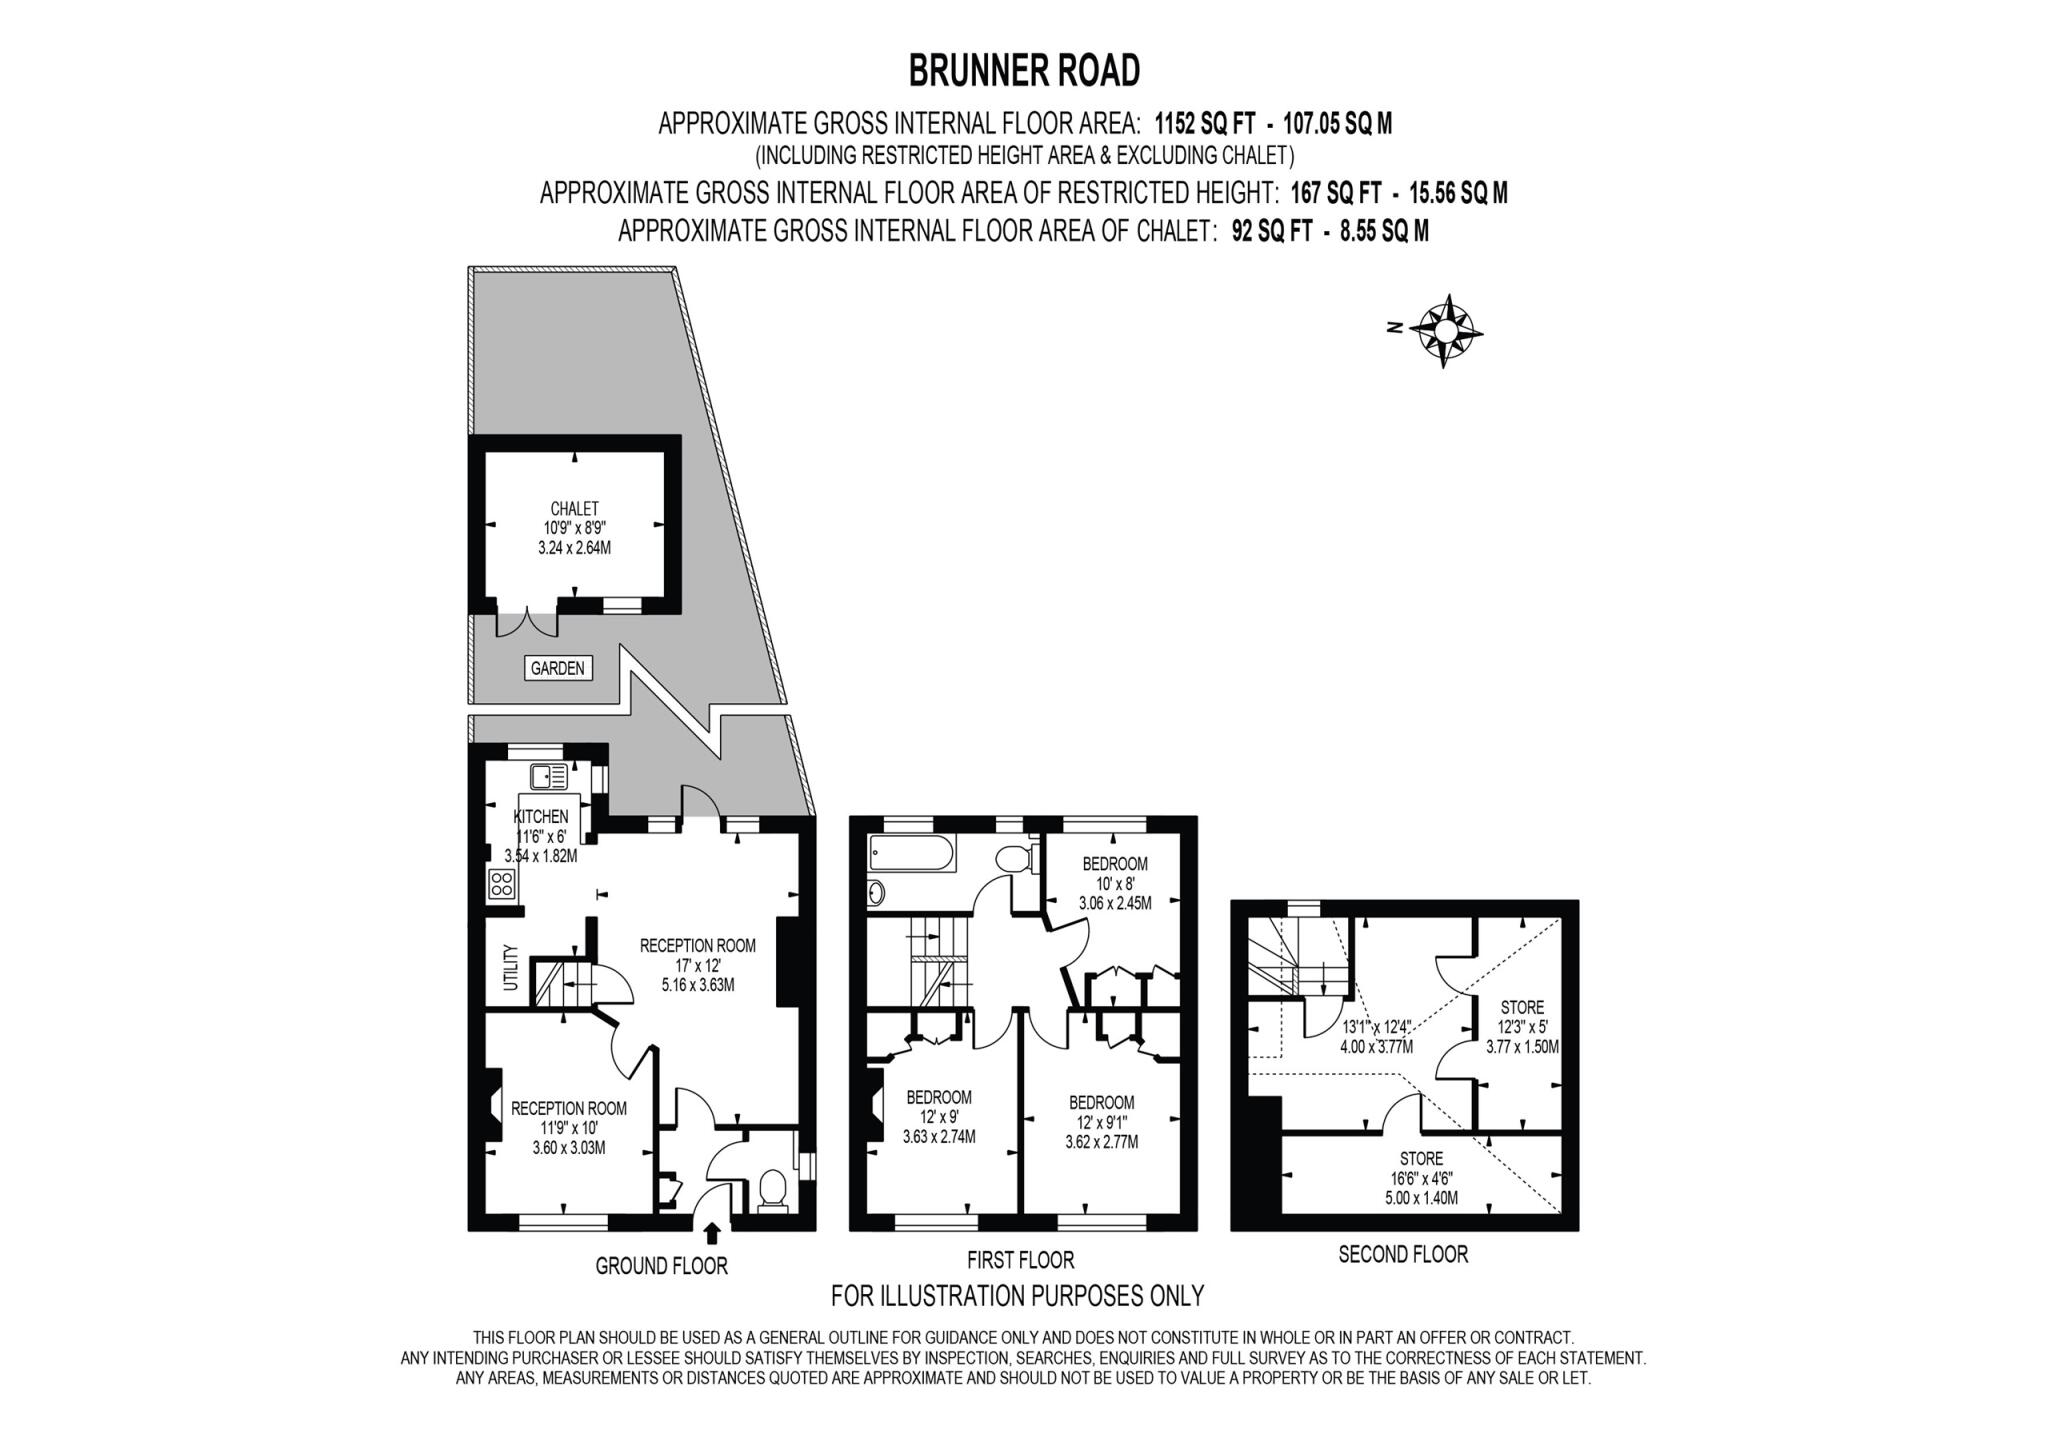 BRUNNER ROAD
APPROXIMATE GROSS INTERNAL FLOOR AREA: 1152 SQ FT - 107.05 SQ M
(INCLUDING RESTRICTED HEIGHT AREA & EXCLUDING CHALET)
APPROXIMATE GROSS INTERNAL FLOOR AREA OF RESTRICTED HEIGHT: 167 SQ FT - 15.56 SQ M
APPROXIMATE GROSS INTERNAL FLOOR AREA OF CHALET: 92 SQ FT - 8.55 SQ M
N
CHALET
10'9" x 8'9"
3.24 x 2.64M
GARDEN
KITCHEN
11'6" x 6'
3.54 x 1.82M
UTILITY
RECEPTION ROOM
17' x 12'
5.16 x 3.63M
RECEPTION ROOM
11'9" x 10'
3.60 x 3.03M
GROUND FLOOR
BEDROOM
10' x 8'
3.06 x 2.45M
BEDROOM
12' x 9'
3.63 x 2.74M
BEDROOM
12' x 9'1"
3.62 x 2.77M
FIRST FLOOR
13'1" x 12'4"
4.00 x 3.77M
STORE
12'3" x 5'
3.77 x 1.50M
STORE
16'6" x 4'6"
5.00 x 1.40M
SECOND FLOOR
FOR ILLUSTRATION PURPOSES ONLY
THIS FLOOR PLAN SHOULD BE USED AS A GENERAL OUTLINE FOR GUIDANCE ONLY AND DOES NOT CONSTITUTE IN WHOLE OR IN PART AN OFFER OR CONTRACT.
ANY INTENDING PURCHASER OR LESSEE SHOULD SATISFY THEMSELVES BY INSPECTION, SEARCHES, ENQUIRIES AND FULL SURVEY AS TO THE CORRECTNESS OF EACH STATEMENT.
ANY AREAS, MEASUREMENTS OR DISTANCES QUOTED ARE APPROXIMATE AND SHOULD NOT BE USED TO VALUE A PROPERTY OR BE THE BASIS OF ANY SALE OR LET.